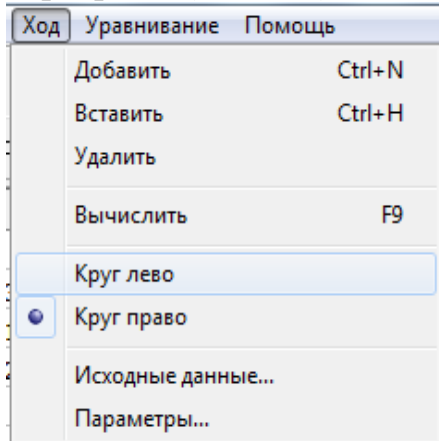 Ход Уравнивание Помощь
Добавить Ctrl+N
Вставить Ctrl+H
Удалить
Вычислить F9
Круг лево
Круг право
Исходные данные...
Параметры...